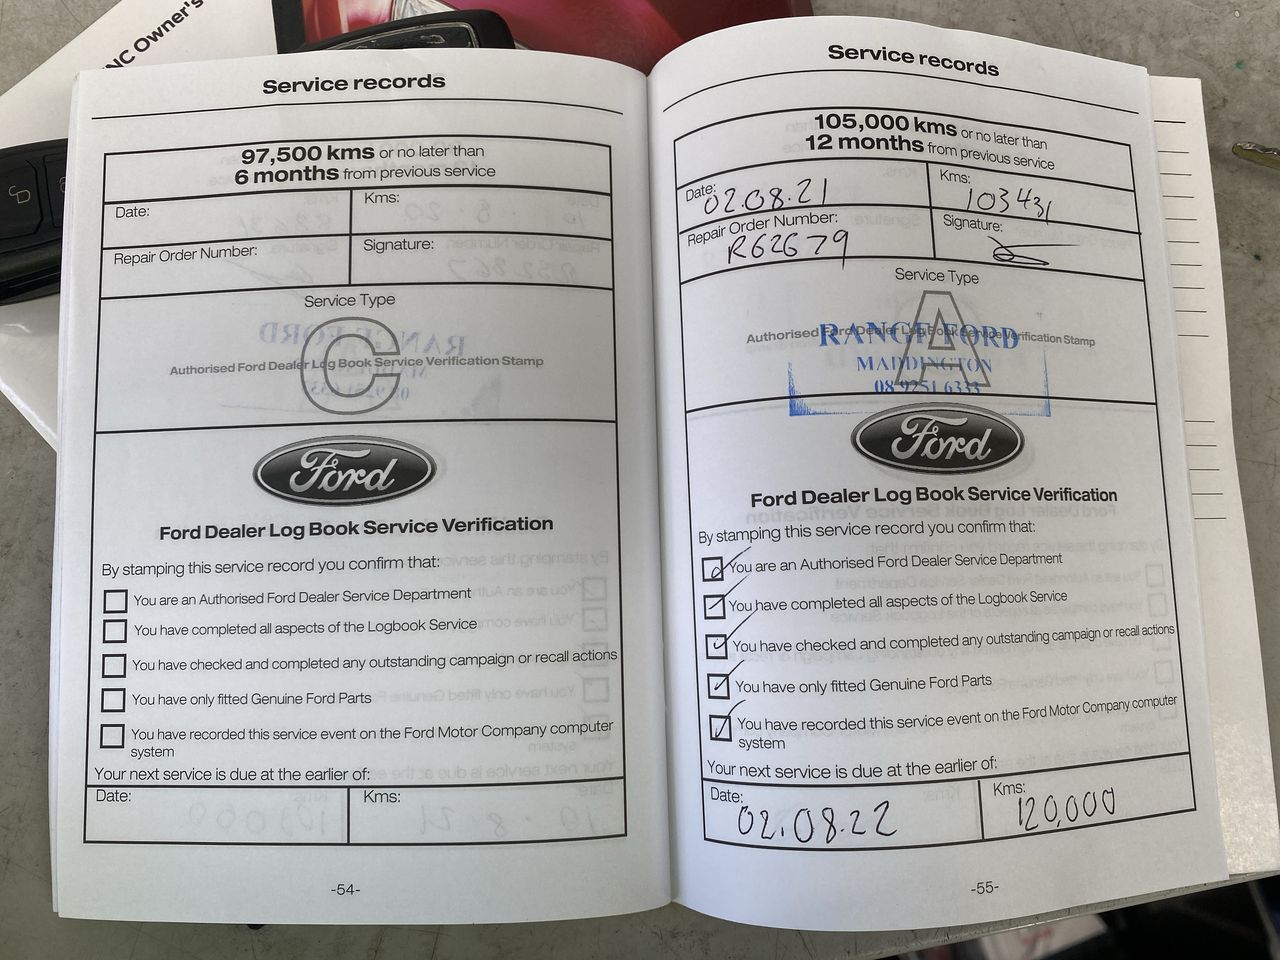 NC Owner's
Service records
97,500 kms or no later than
6 months from previous service
Date:
Kms:
Repair Order Number:
Signature:
Service Type
C
Authorised Ford Dealer Log Book Service Verification Stamp
Ford
Ford Dealer Log Book Service Verification
By stamping this service record you confirm that:
You are an Authorised Ford Dealer Service Department
You have completed all aspects of the Logbook Service
You have checked and completed any outstanding campaign or recall actions
You have only fitted Genuine Ford Parts
You have recorded this service event on the Ford Motor Company computer
system
Your next service is due at the earlier of:
Date:
Kms:
-54-
Service records
105,000 kms or no later than
12 months from previous service
Date: 02.08.21
Kms: 103431
Repair Order Number:
R62679
Signature:
Service Type
A
Authorised Ford Dealer Log Book Service Verification Stamp
RANGE FORD
MADDINGTON
08 9251 6333
Ford
Ford Dealer Log Book Service Verification
By stamping this service record you confirm that:
You are an Authorised Ford Dealer Service Department
You have completed all aspects of the Logbook Service
You have checked and completed any outstanding campaign or recall actions
You have only fitted Genuine Ford Parts
You have recorded this service event on the Ford Motor Company computer
system
Your next service is due at the earlier of:
Date: 02.08.22
Kms: 120,000
-55-